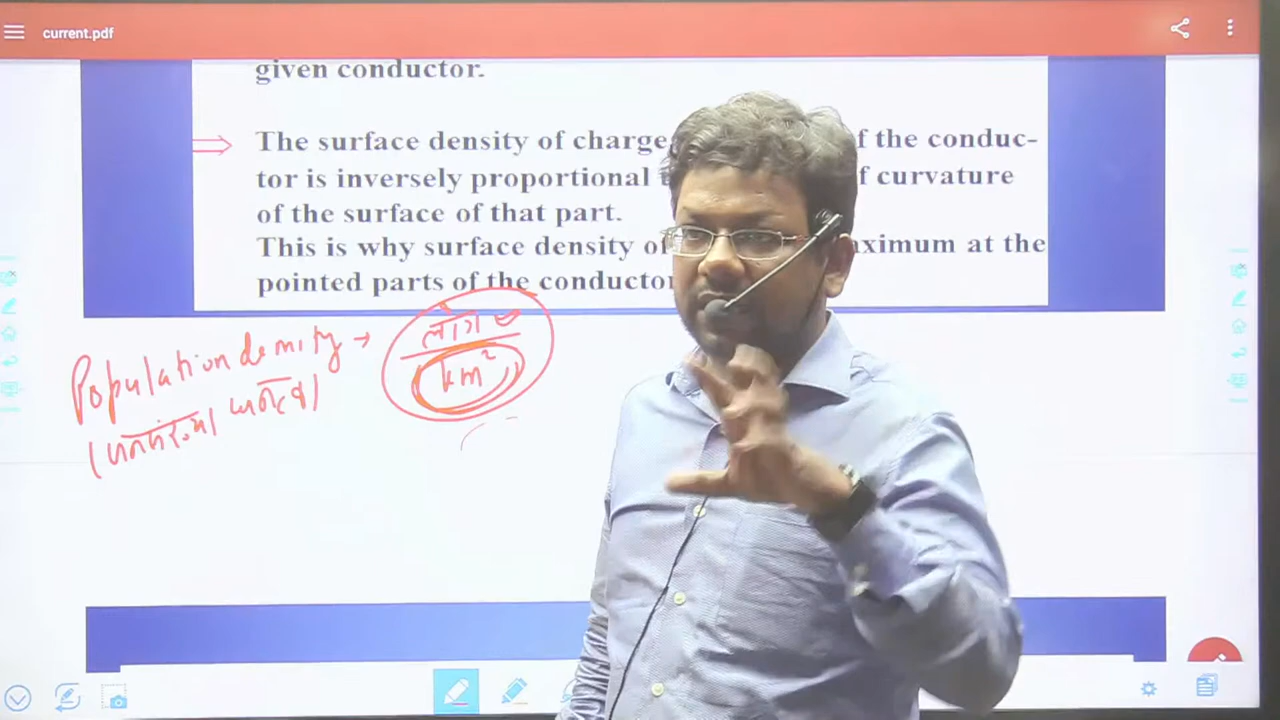 current.pdf
given conductor.
The surface density of charge, f the conduc-
tor is inversely proportional f curvature
of the surface of that part.
This is why surface density of aximum at the
pointed parts of the conductor
Population density → लोग
km²